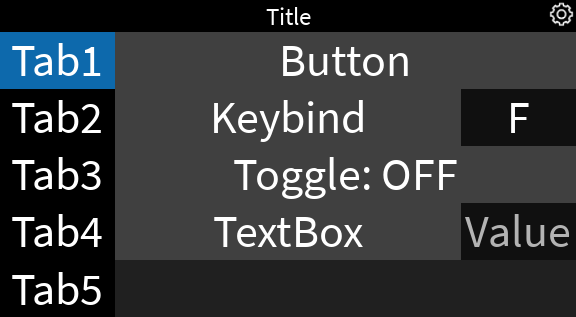 Title
Tab1 Button
Tab2 Keybind F
Tab3 Toggle: OFF
Tab4 TextBox Value
Tab5